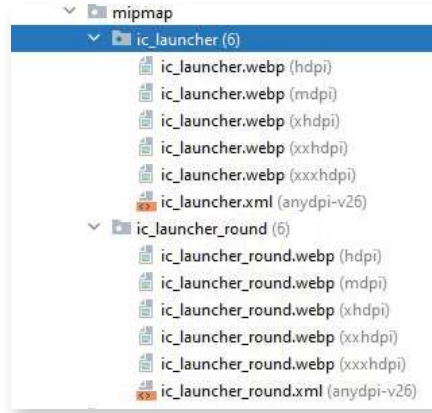 mipmap
ic_launcher (6)
ic_launcher.webp (hdpi)
ic_launcher.webp (mdpi)
ic_launcher.webp (xhdpi)
ic_launcher.webp (xxhdpi)
ic_launcher.webp (xxxhdpi)
ic_launcher.xml (anydpi-v26)
ic_launcher_round (6)
ic_launcher_round.webp (hdpi)
ic_launcher_round.webp (mdpi)
ic_launcher_round.webp (xhdpi)
ic_launcher_round.webp (xxhdpi)
ic_launcher_round.webp (xxxhdpi)
ic_launcher_round.xml (anydpi-v26)